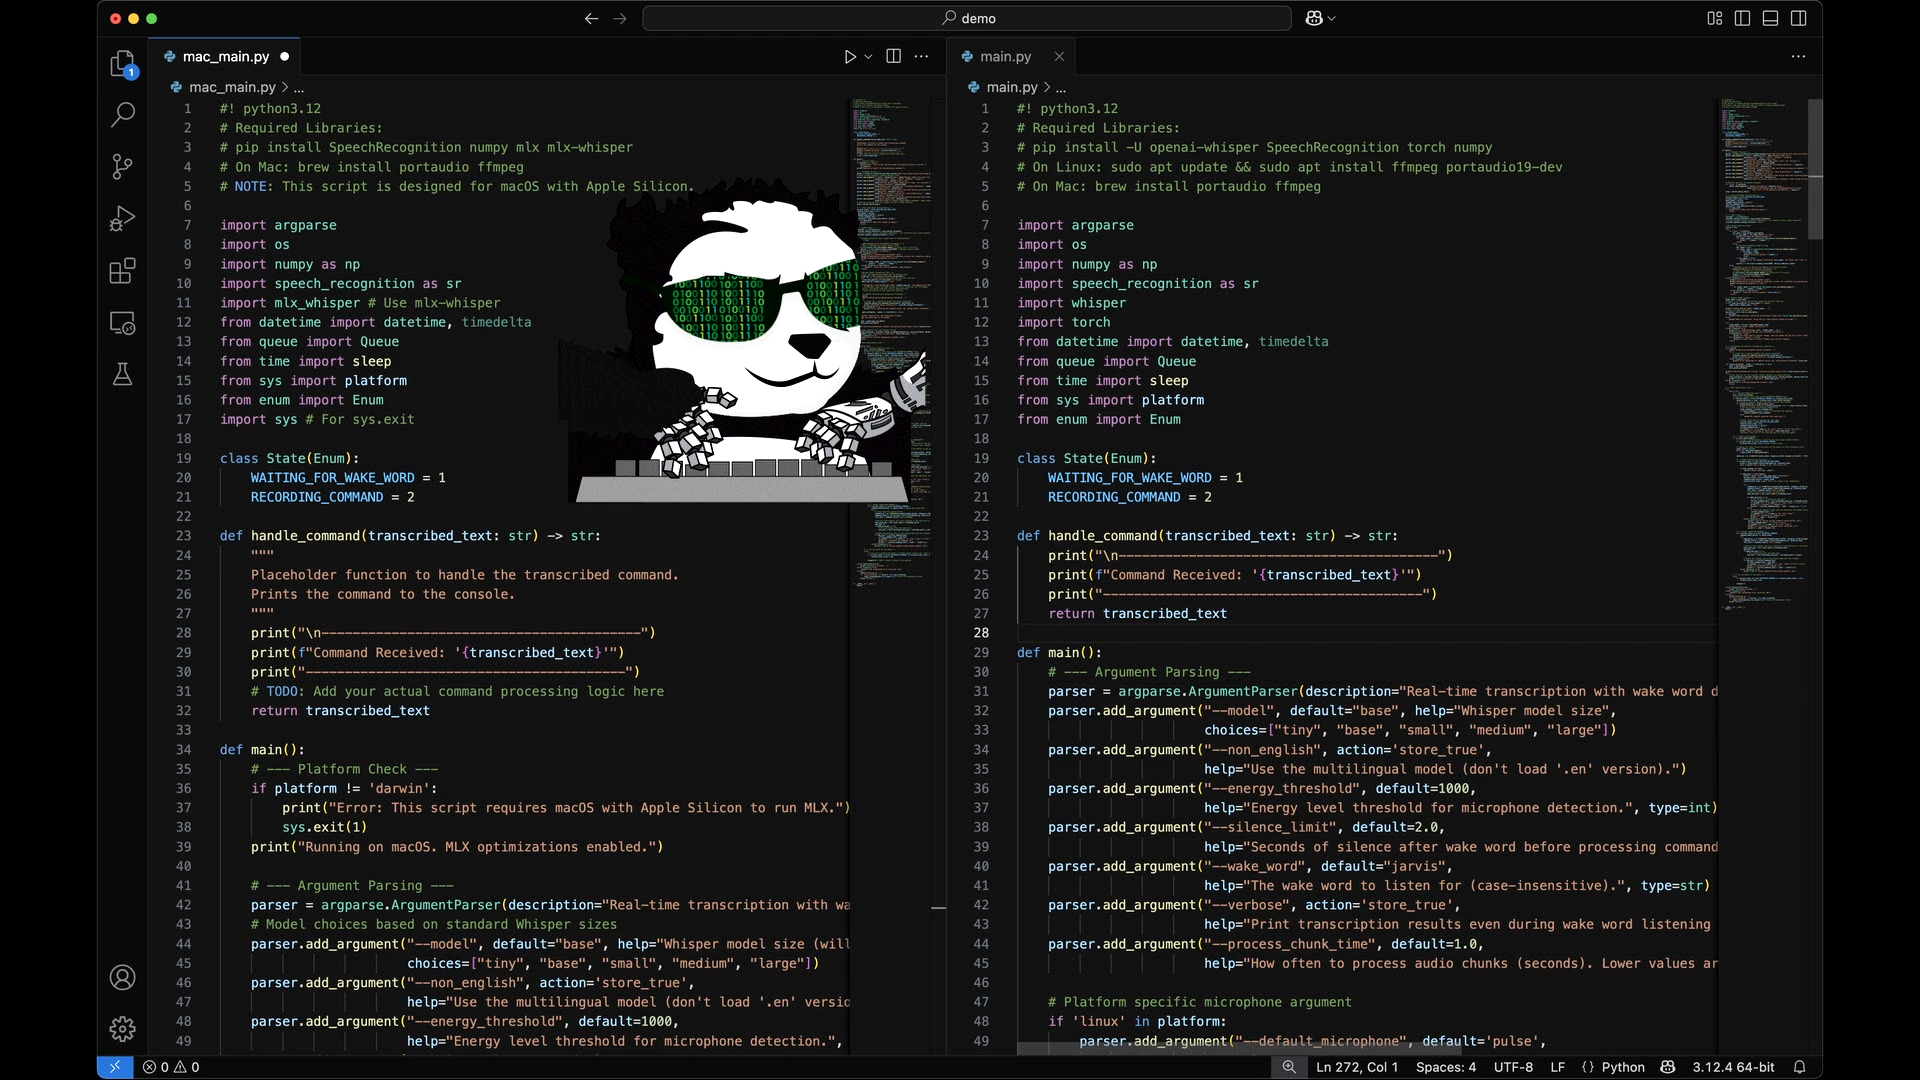 demo
mac_main.py
main.py
1
mac_main.py > ...
main.py > ...
1 #! python3.12
2 # Required Libraries:
3 # pip install SpeechRecognition numpy mlx mlx-whisper
4 # On Mac: brew install portaudio ffmpeg
5 # NOTE: This script is designed for macOS with Apple Silicon.
6
7 import argparse
8 import os
9 import numpy as np
10 import speech_recognition as sr
11 import mlx_whisper # Use mlx-whisper
12 from datetime import datetime, timedelta
13 from queue import Queue
14 from time import sleep
15 from sys import platform
16 from enum import Enum
17 import sys # For sys.exit
18
19 class State(Enum):
20 WAITING_FOR_WAKE_WORD = 1
21 RECORDING_COMMAND = 2
22
23 def handle_command(transcribed_text: str) -> str:
24 """
25 Placeholder function to handle the transcribed command.
26 Prints the command to the console.
27 """
28 print("\n-----------------------------------------")
29 print(f"Command Received: '{transcribed_text}'")
30 print("-----------------------------------------")
31 # TODO: Add your actual command processing logic here
32 return transcribed_text
33
34 def main():
35 # --- Platform Check ---
36 if platform != 'darwin':
37 print("Error: This script requires macOS with Apple Silicon to run MLX.")
38 sys.exit(1)
39 print("Running on macOS. MLX optimizations enabled.")
40
41 # --- Argument Parsing ---
42 parser = argparse.ArgumentParser(description="Real-time transcription with wa
43 # Model choices based on standard Whisper sizes
44 parser.add_argument("--model", default="base", help="Whisper model size (will
45 choices=["tiny", "base", "small", "medium", "large"])
46 parser.add_argument("--non_english", action='store_true',
47 help="Use the multilingual model (don't load '.en' versio
48 parser.add_argument("--energy_threshold", default=1000,
49 help="Energy level threshold for microphone detection.",
1 #! python3.12
2 # Required Libraries:
3 # pip install -U openai-whisper SpeechRecognition torch numpy
4 # On Linux: sudo apt update && sudo apt install ffmpeg portaudio19-dev
5 # On Mac: brew install portaudio ffmpeg
6
7 import argparse
8 import os
9 import numpy as np
10 import speech_recognition as sr
11 import whisper
12 import torch
13 from datetime import datetime, timedelta
14 from queue import Queue
15 from time import sleep
16 from sys import platform
17 from enum import Enum
18
19 class State(Enum):
20 WAITING_FOR_WAKE_WORD = 1
21 RECORDING_COMMAND = 2
22
23 def handle_command(transcribed_text: str) -> str:
24 print("\n-----------------------------------------")
25 print(f"Command Received: '{transcribed_text}'")
26 print("-----------------------------------------")
27 return transcribed_text
28
29 def main():
30 # --- Argument Parsing ---
31 parser = argparse.ArgumentParser(description="Real-time transcription with wake word d
32 parser.add_argument("--model", default="base", help="Whisper model size",
33 choices=["tiny", "base", "small", "medium", "large"])
34 parser.add_argument("--non_english", action='store_true',
35 help="Use the multilingual model (don't load '.en' version).")
36 parser.add_argument("--energy_threshold", default=1000,
37 help="Energy level threshold for microphone detection.", type=int)
38 parser.add_argument("--silence_limit", default=2.0,
39 help="Seconds of silence after wake word before processing command
40 parser.add_argument("--wake_word", default="jarvis",
41 help="The wake word to listen for (case-insensitive).", type=str)
42 parser.add_argument("--verbose", action='store_true',
43 help="Print transcription results even during wake word listening
44 parser.add_argument("--process_chunk_time", default=1.0,
45 help="How often to process audio chunks (seconds). Lower values ar
46
47 # Platform specific microphone argument
48 if 'linux' in platform:
49 parser.add_argument("--default_microphone", default='pulse',
0 0 Ln 272, Col 1 Spaces: 4 UTF-8 LF {} Python 3.12.4 64-bit